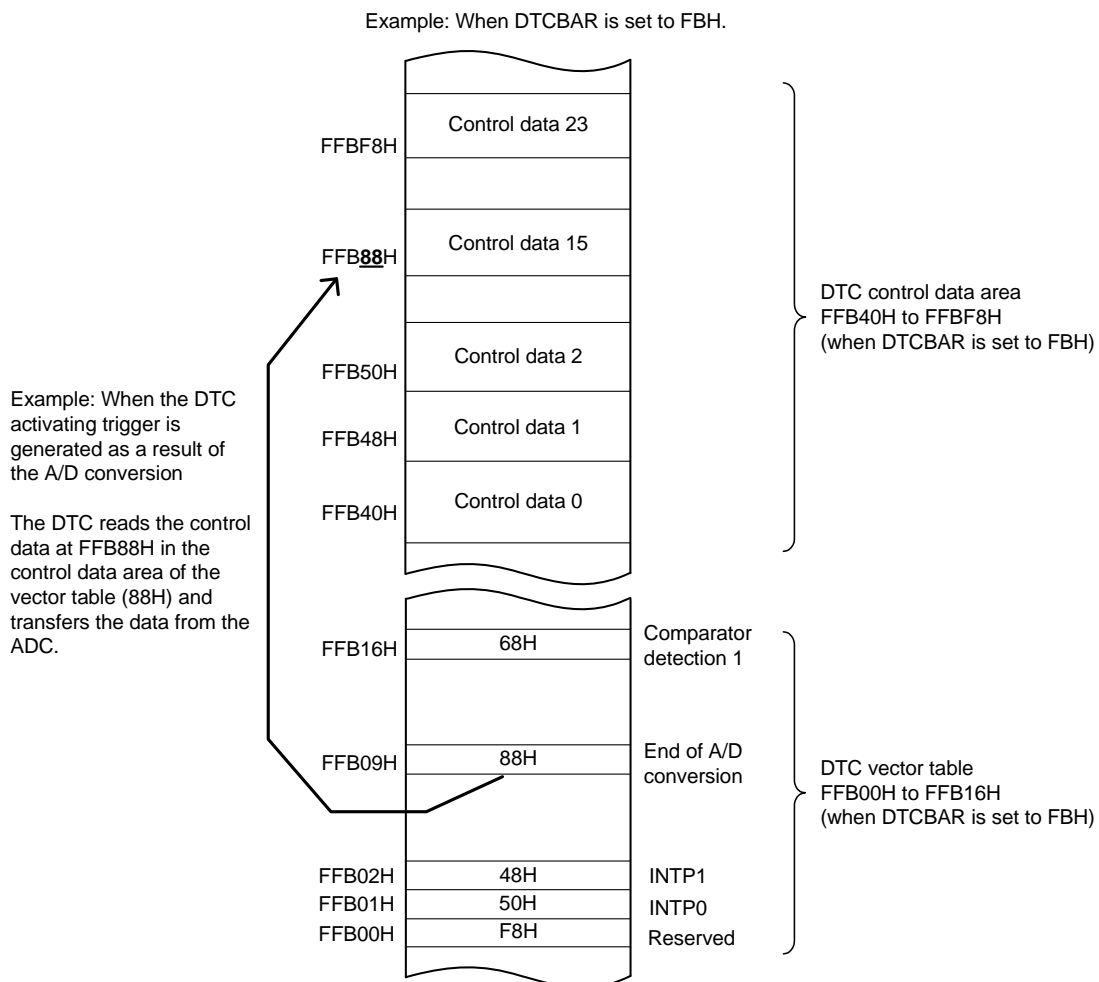 Example: When DTCBAR is set to FBH.
Control data 23
FFBF8H
Control data 15
FFB88H
DTC control data area
FFB40H to FFBF8H
(when DTCBAR is set to FBH)
Control data 2
FFB50H
Control data 1
FFB48H
Control data 0
FFB40H
Example: When the DTC
activating trigger is
generated as a result of
the A/D conversion
The DTC reads the control
data at FFB88H in the
control data area of the
vector table (88H) and
transfers the data from the
ADC.
FFB16H
68H
Comparator
detection 1
FFB09H
88H
End of A/D
conversion
DTC vector table
FFB00H to FFB16H
(when DTCBAR is set to FBH)
FFB02H
48H
INTP1
FFB01H
50H
INTP0
FFB00H
F8H
Reserved